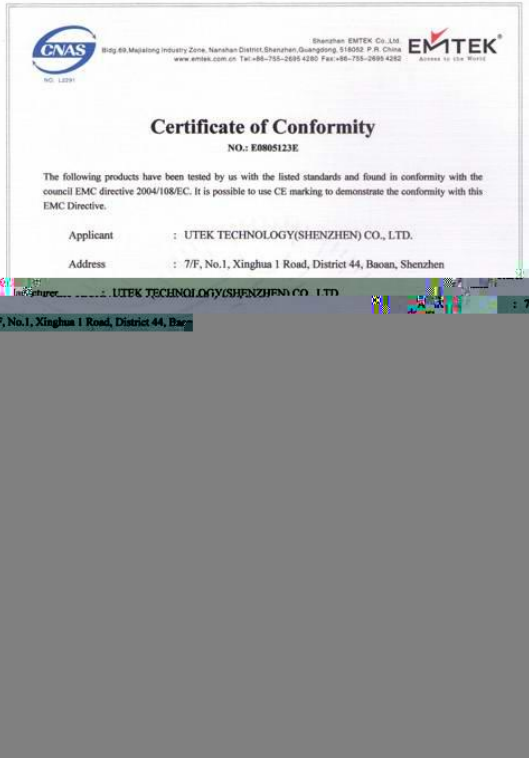 CNAS
NO. L2291
Shenzhen EMTEK Co.,Ltd.
Bldg.69,Majialong Industry Zone, Nanshan District,Shenzhen,Guangdong, 518052. P.R. China
www.emtek.com.cn Tel:+86-755-2695 4280 Fax:+86-755-2695 4282
EMTEK
Access to the World
Certificate of Conformity
NO.: E0805123E
The following products have been tested by us with the listed standards and found in conformity with the
council EMC directive 2004/108/EC. It is possible to use CE marking to demonstrate the conformity with this
EMC Directive.
Applicant : UTEK TECHNOLOGY(SHENZHEN) CO., LTD.
Address : 7/F, No.1, Xinghua 1 Road, District 44, Baoan, Shenzhen
: UTEK TECHNOLOGY(SHENZHEN) CO., LTD
: 7
F, No.1, Xinghua 1 Road, District 44,